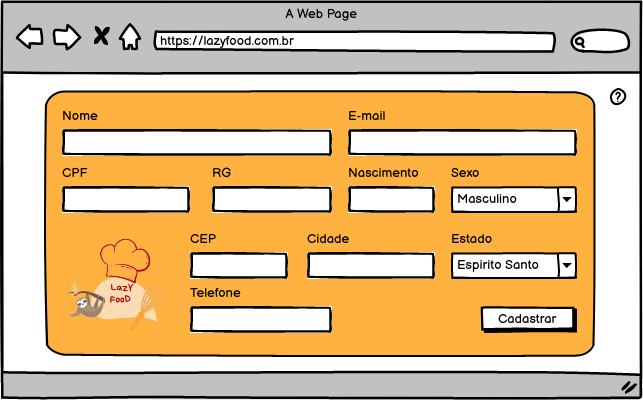 A Web Page
https://lazyfood.com.br
?
Nome
E-mail
CPF
RG
Nascimento
Sexo
Masculino
CEP
Cidade
Estado
Espirito Santo
LazY
FooD
Telefone
Cadastrar